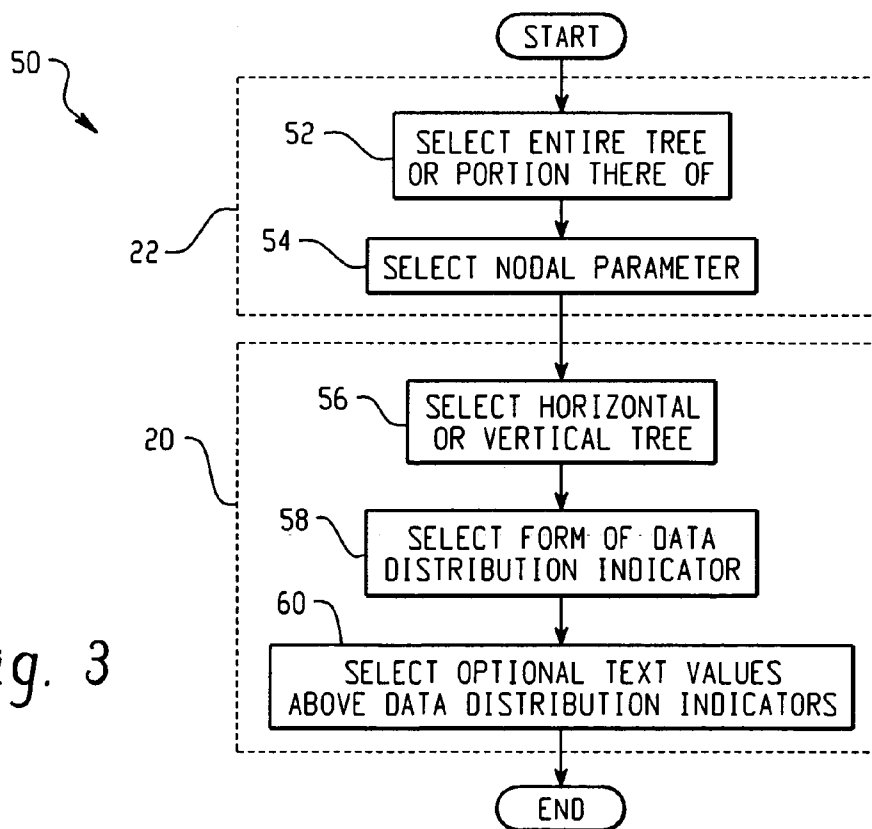 START
50
52
SELECT ENTIRE TREE
OR PORTION THERE OF
22
54
SELECT NODAL PARAMETER
56
SELECT HORIZONTAL
OR VERTICAL TREE
20
58
SELECT FORM OF DATA
DISTRIBUTION INDICATOR
60
SELECT OPTIONAL TEXT VALUES
ABOVE DATA DISTRIBUTION INDICATORS
ig. 3
END